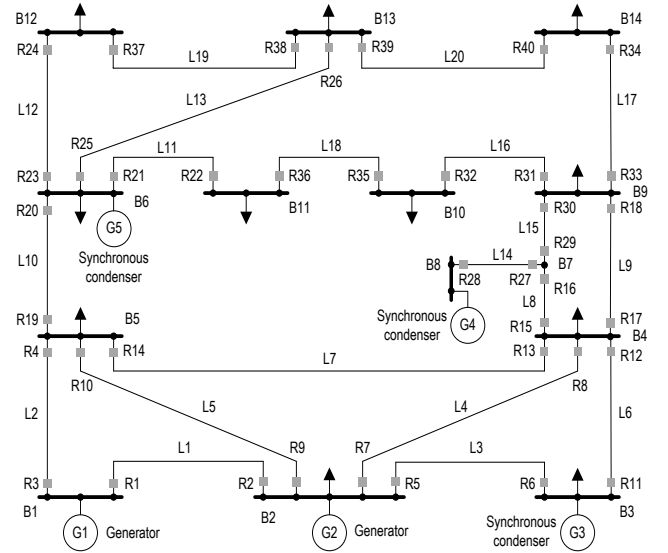 B12 B13 B14
R24 R37 R38 R39 R40 R34
L19 L20
R26
L12 L13 L17
R25 L11 L18 L16
R23 R21 R22 R36 R35 R32 R31 R33
B6 B11 B10 B9
R20 R30 R18
G5
L15
Synchronous
condenser
R29
L10 B8 L14 B7 L9
R28 R27 R16
Synchronous
condenser
G4
L8
R19 B5 R15 R17
B4
R4 R14 R13 R12
L7
R10 R8
L2 L5 L4 L6
L1 R9 R7 L3
R3 R1 R2 R5 R6 R11
B1 B2 B3
G1 Generator G2 Generator Synchronous
condenser G3